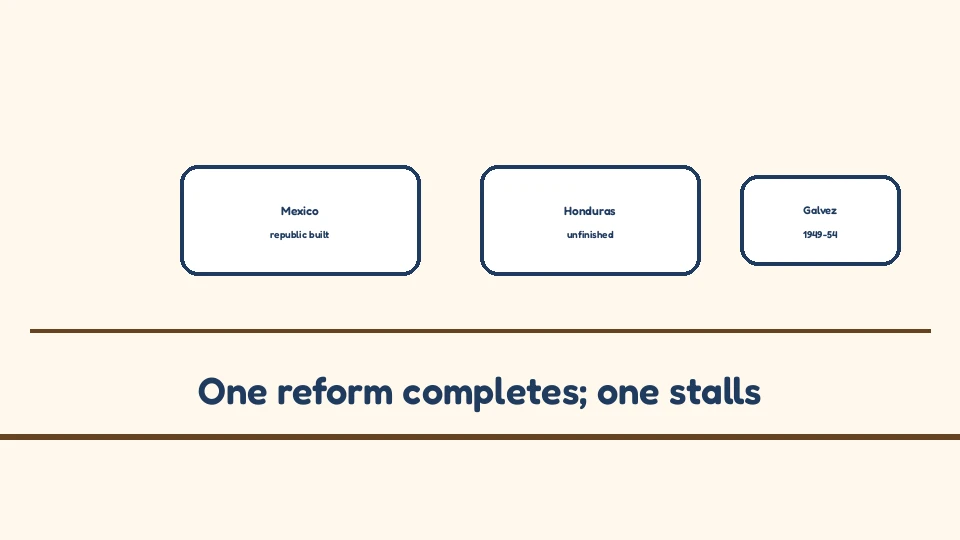 Mexico
republic built
Honduras
unfinished
Galvez
1949-54
One reform completes; one stalls